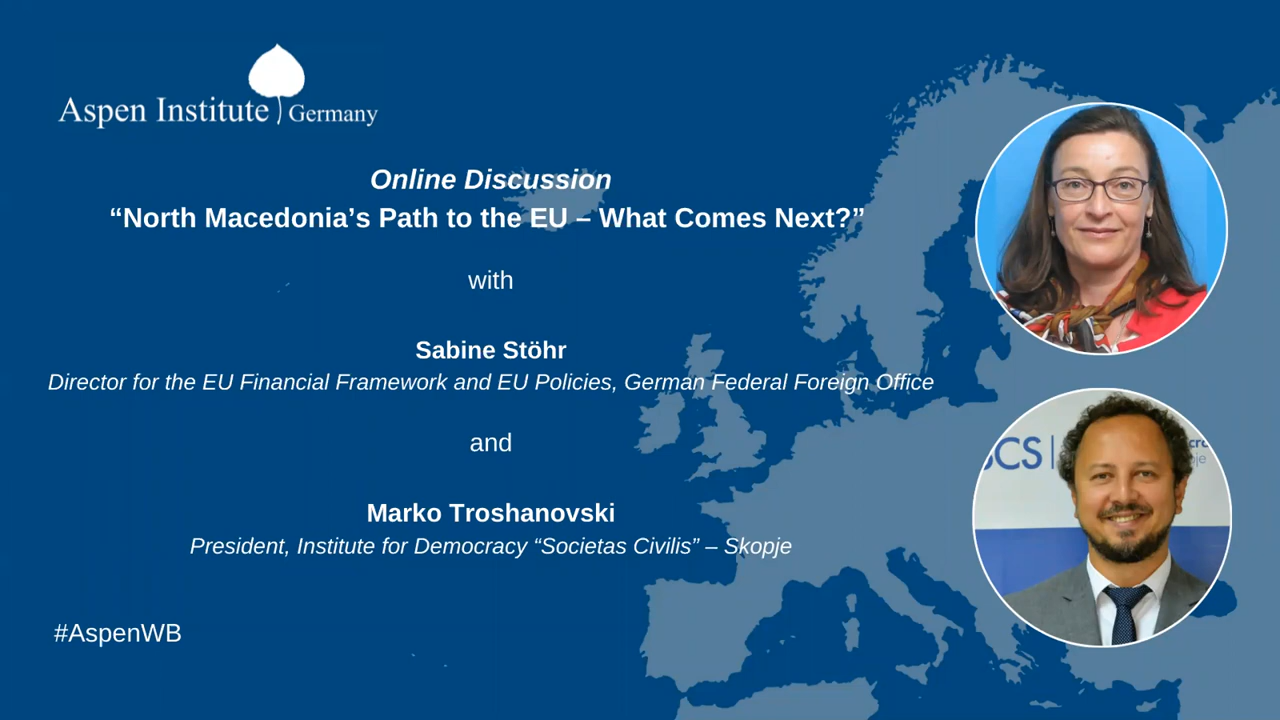 Aspen Institute Germany
Online Discussion
“North Macedonia’s Path to the EU – What Comes Next?”
with
Sabine Stöhr
Director for the EU Financial Framework and EU Policies, German Federal Foreign Office
and
Marko Troshanovski
President, Institute for Democracy “Societas Civilis” – Skopje
#AspenWB